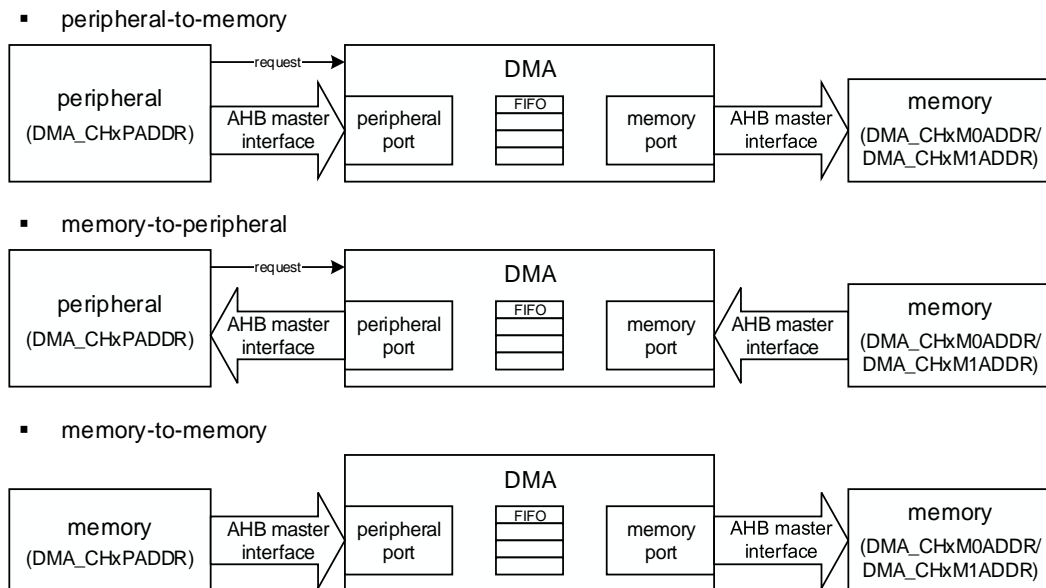 ▪ peripheral-to-memory
request
DMA
peripheral
(DMA_CHxPADDR)
AHB master
interface
peripheral
port
FIFO
memory
port
AHB master
interface
memory
(DMA_CHxM0ADDR/
DMA_CHxM1ADDR)
▪ memory-to-peripheral
request
DMA
peripheral
(DMA_CHxPADDR)
AHB master
interface
peripheral
port
FIFO
memory
port
AHB master
interface
memory
(DMA_CHxM0ADDR/
DMA_CHxM1ADDR)
▪ memory-to-memory
DMA
memory
(DMA_CHxPADDR)
AHB master
interface
peripheral
port
FIFO
memory
port
AHB master
interface
memory
(DMA_CHxM0ADDR/
DMA_CHxM1ADDR)